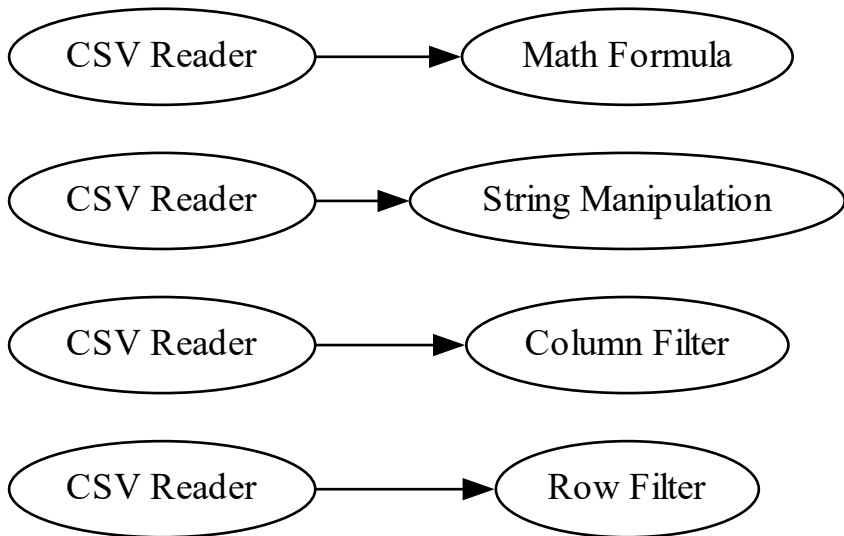 CSV Reader
Math Formula
CSV Reader
String Manipulation
CSV Reader
Column Filter
CSV Reader
Row Filter